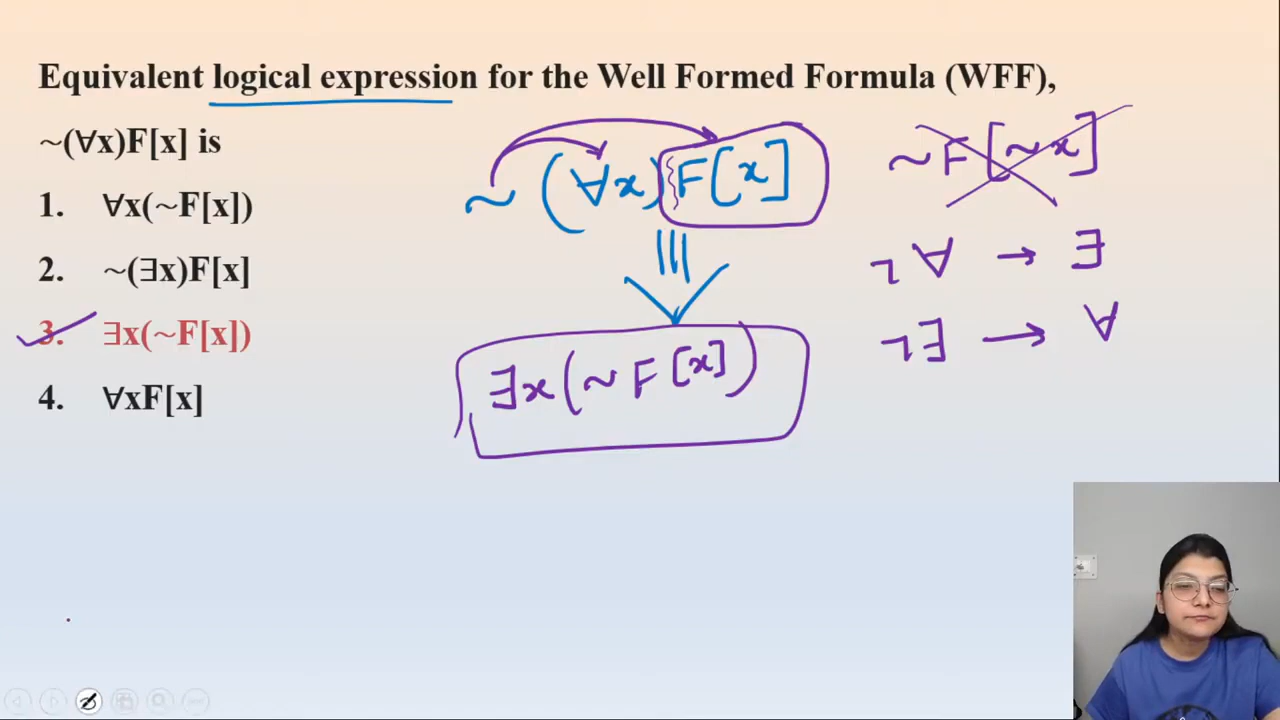 Equivalent logical expression for the Well Formed Formula (WFF),
~(∀x)F[x] is
1. ∀x(~F[x])
2. ~(∃x)F[x]
3. ∃x(~F[x])
4. ∀xF[x]
~ (∀x) F[x]
|||
∃x(~F[x])
~F[~x]
¬∀ → ∃
¬∃ → ∀